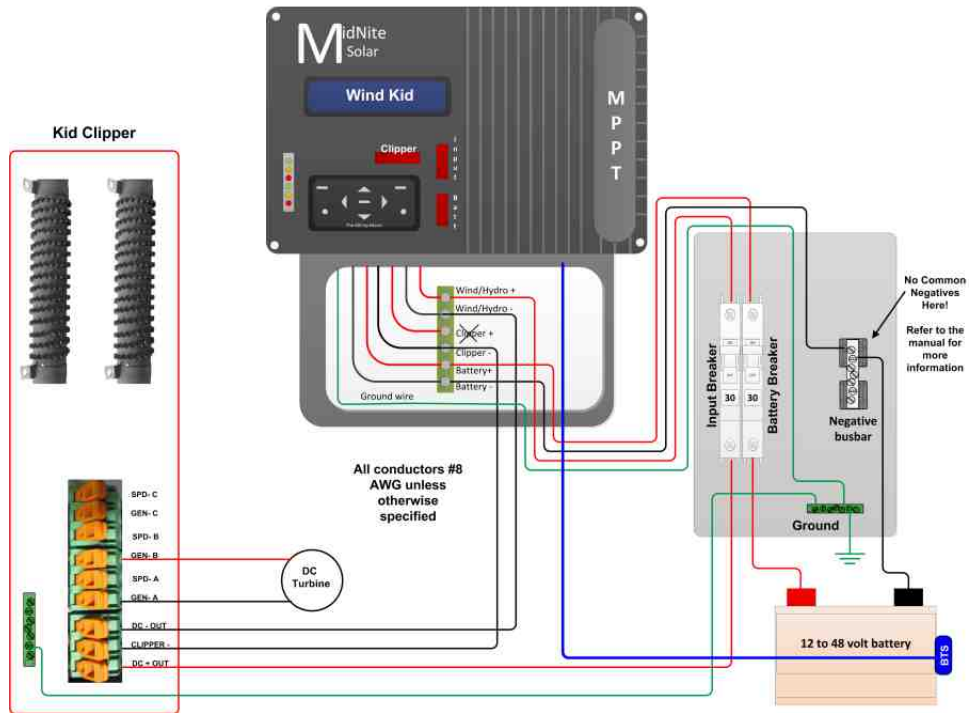 MidNite
Solar
Wind Kid
MPPT
Clipper
Input
Batt
Kid Clipper
Wind/Hydro +
Wind/Hydro -
Clipper +
Clipper -
Battery+
Battery -
Ground wire
All conductors #8
AWG unless
otherwise
specified
No Common
Negatives
Here!
Refer to the
manual for
more
information
Input Breaker
30
30
Battery Breaker
Negative
busbar
Ground
SPD- C
GEN- C
SPD- B
GEN- B
SPD- A
GEN- A
DC - OUT
CLIPPER -
DC + OUT
DC
Turbine
12 to 48 volt battery
BTS